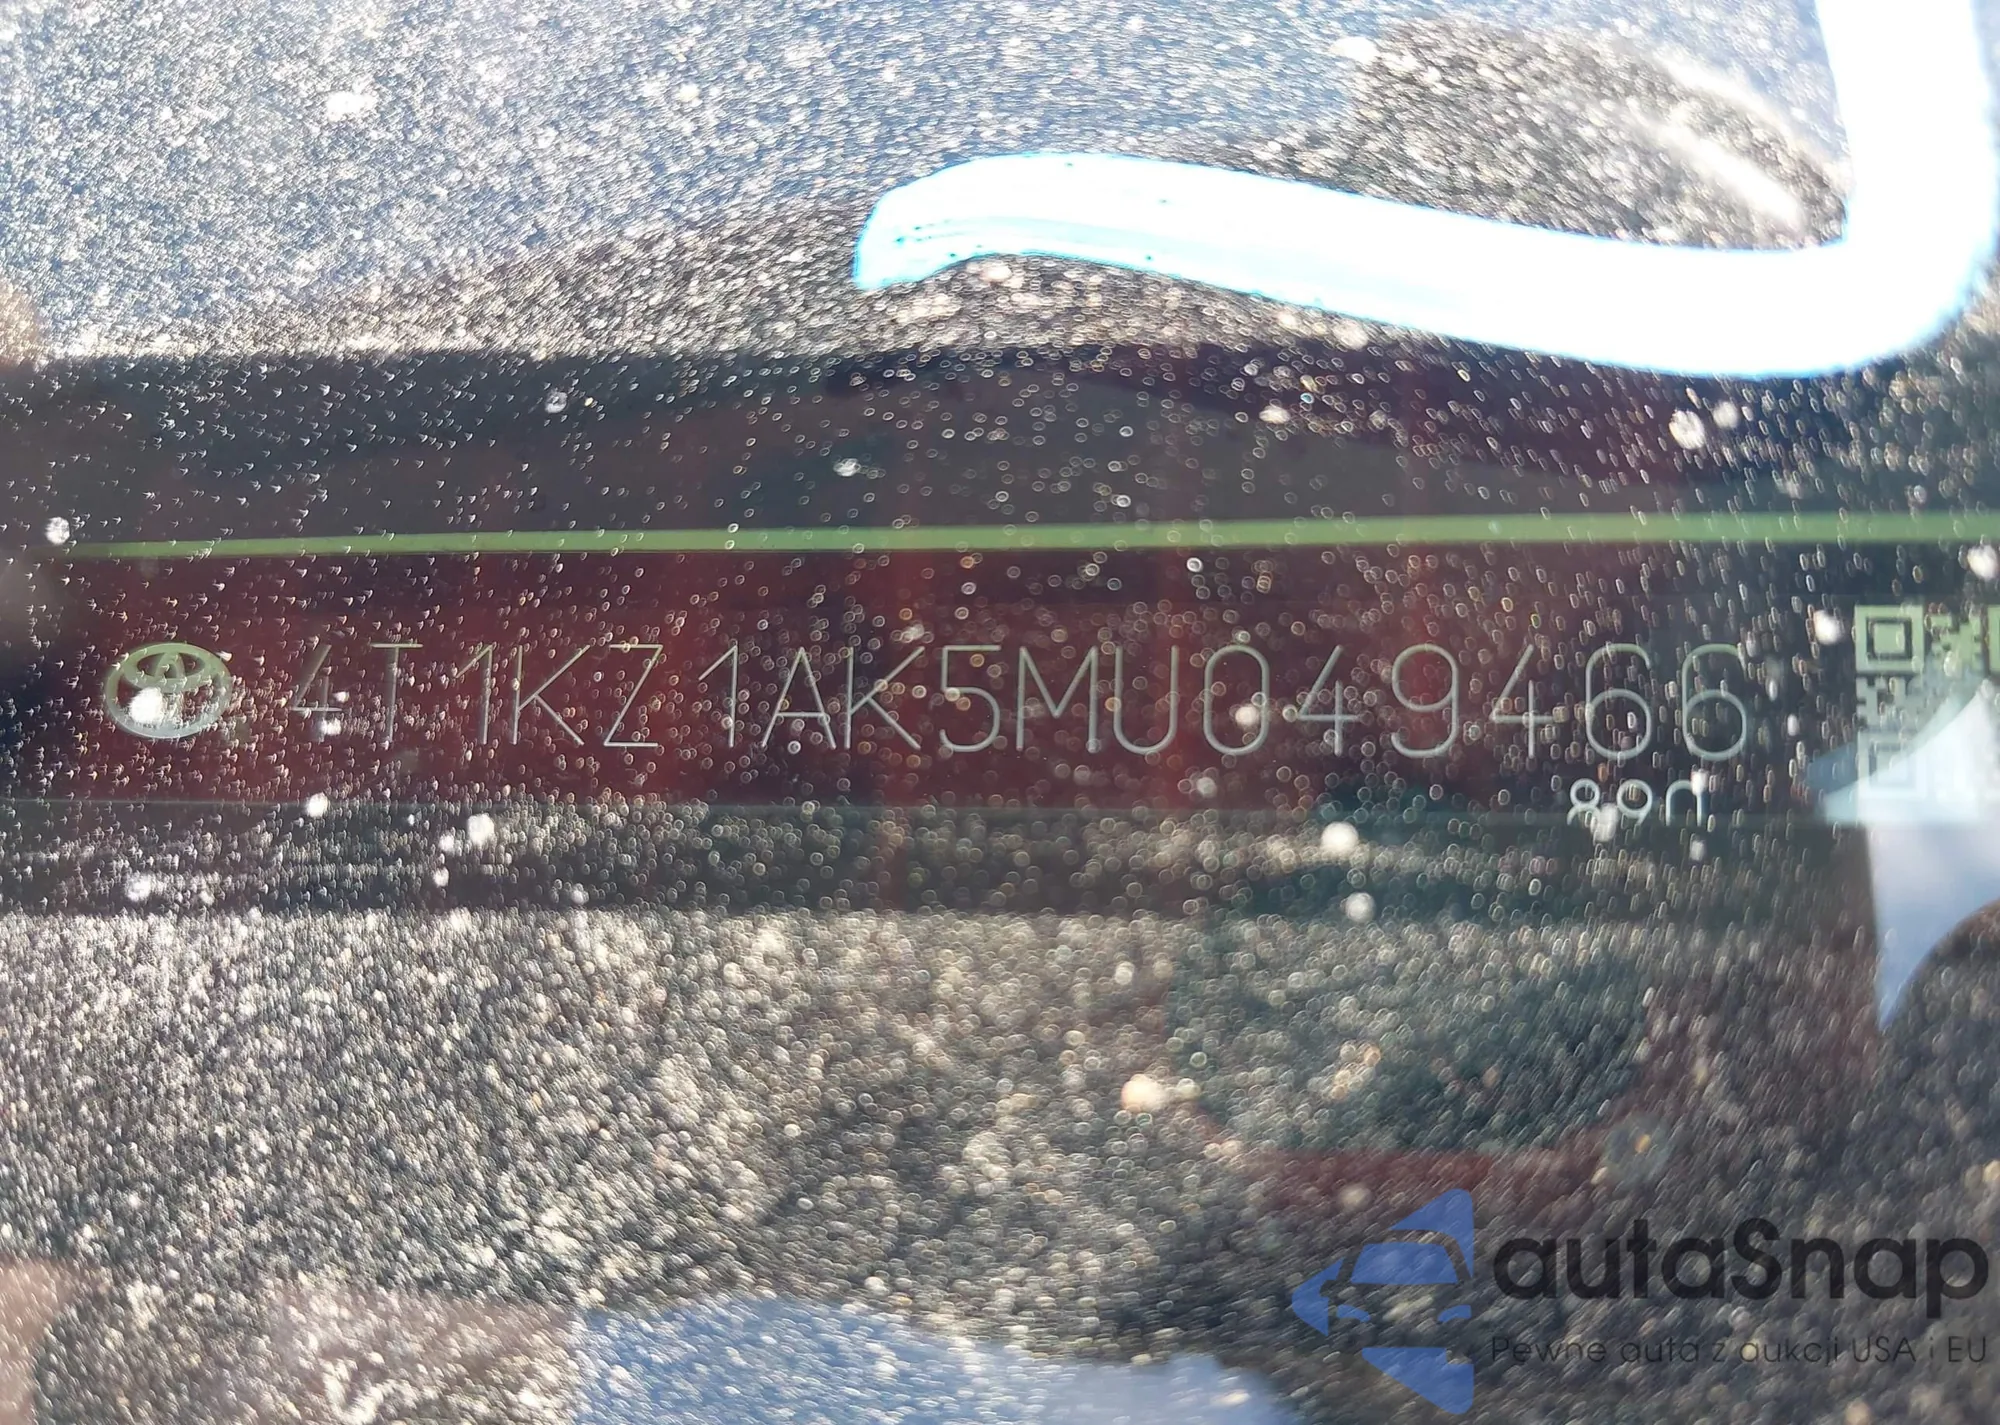 4T1KZ1AK5MU049466
autaSnap
Pewne auta z aukcji USA i EU